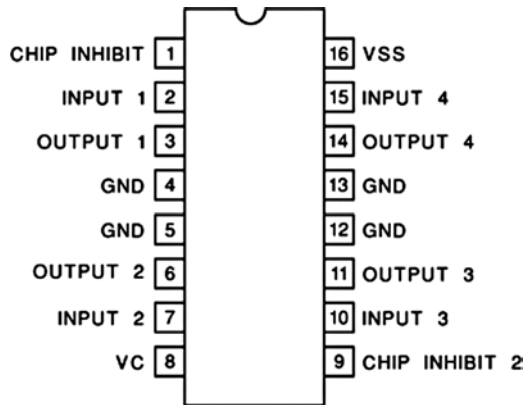 CHIP INHIBIT 1 16 VSS
INPUT 1 2 15 INPUT 4
OUTPUT 1 3 14 OUTPUT 4
GND 4 13 GND
GND 5 12 GND
OUTPUT 2 6 11 OUTPUT 3
INPUT 2 7 10 INPUT 3
VC 8 9 CHIP INHIBIT 2